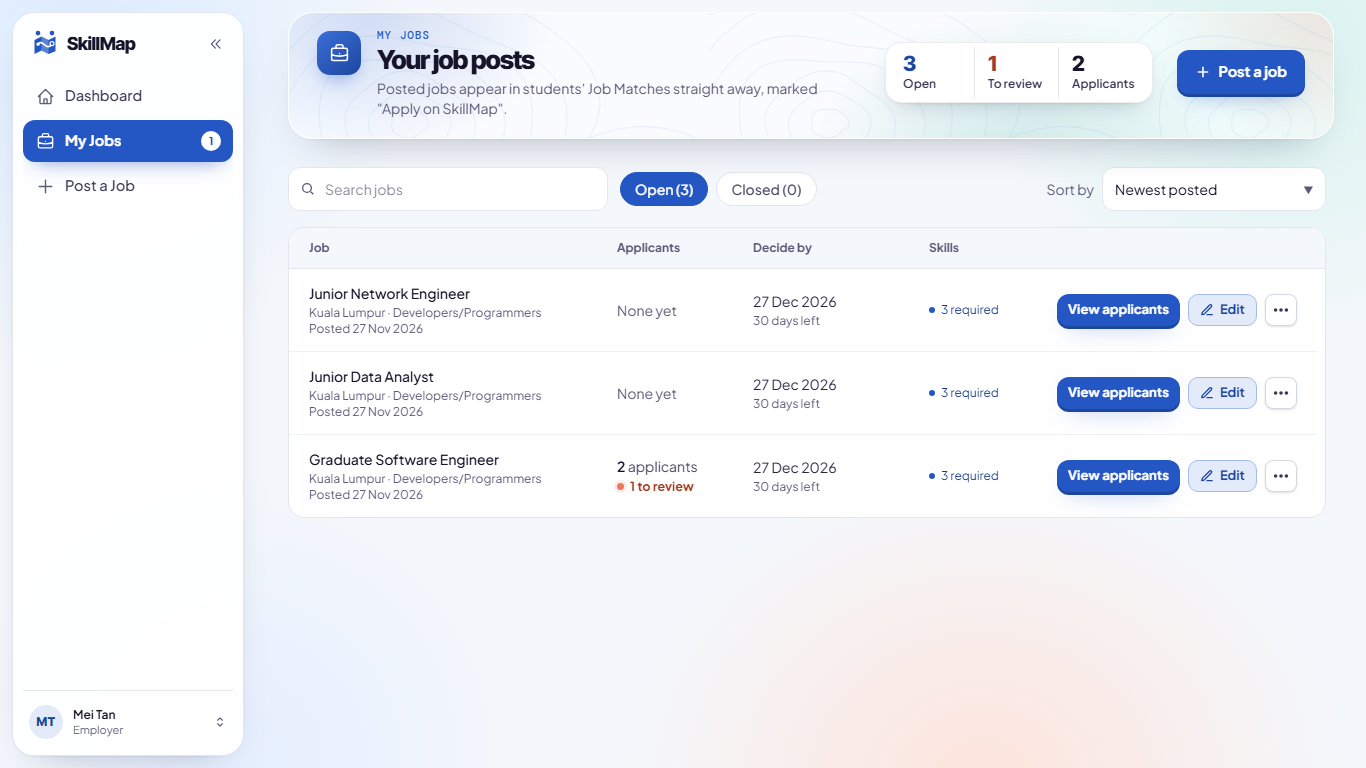 SkillMap
Dashboard
My Jobs 1
Post a Job
MT
Mei Tan
Employer
MY JOBS
Your job posts
Posted jobs appear in students' Job Matches straight away, marked
"Apply on SkillMap".
3 Open
1 To review
2 Applicants
+ Post a job
Search jobs
Open (3)
Closed (0)
Sort by
Newest posted
Job Applicants Decide by Skills
Junior Network Engineer
Kuala Lumpur · Developers/Programmers
Posted 27 Nov 2026
None yet
27 Dec 2026
30 days left
3 required
View applicants
Edit
Junior Data Analyst
Kuala Lumpur · Developers/Programmers
Posted 27 Nov 2026
None yet
27 Dec 2026
30 days left
3 required
View applicants
Edit
Graduate Software Engineer
Kuala Lumpur · Developers/Programmers
Posted 27 Nov 2026
2 applicants
1 to review
27 Dec 2026
30 days left
3 required
View applicants
Edit